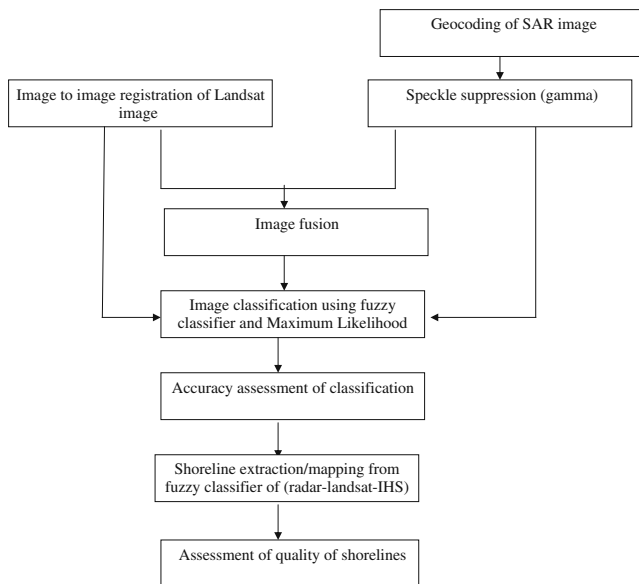 Geocoding of SAR image
Image to image registration of Landsat
image
Speckle suppression (gamma)
Image fusion
Image classification using fuzzy
classifier and Maximum Likelihood
Accuracy assessment of classification
Shoreline extraction/mapping from
fuzzy classifier of (radar-landsat-IHS)
Assessment of quality of shorelines